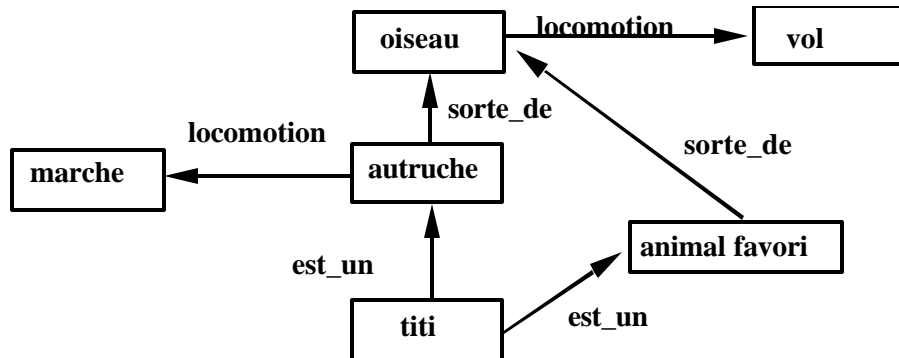 oiseau
locomotion
vol
sorte_de
locomotion
sorte_de
marche
autruche
animal favori
est_un
titi
est_un